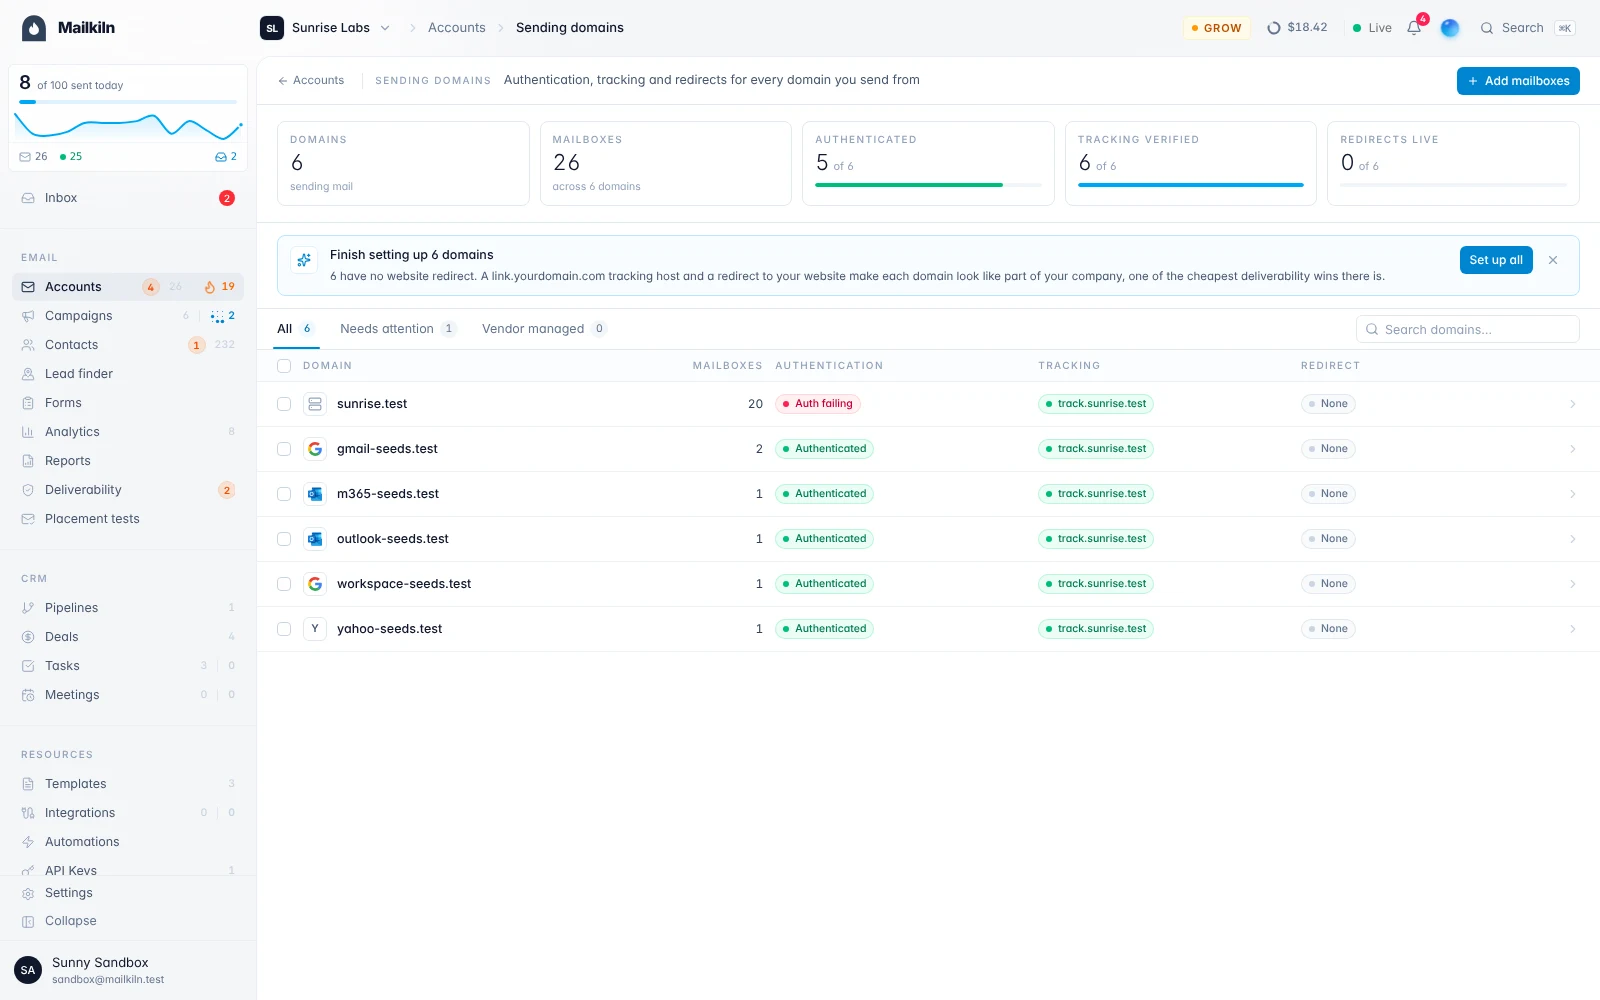 Mailkiln
SL Sunrise Labs Accounts Sending domains
GROW $18.42 Live 4 Search ⌘K
8 of 100 sent today
26 25 2
Inbox 2
EMAIL
Accounts 4 26 19
Campaigns 6 2
Contacts 1 232
Lead finder
Forms
Analytics 8
Reports
Deliverability 2
Placement tests
CRM
Pipelines 1
Deals 4
Tasks 3 0
Meetings 0 0
RESOURCES
Templates 3
Integrations 0 0
Automations
API Keys 1
Settings
Collapse
SA Sunny Sandbox
sandbox@mailkiln.test
← Accounts SENDING DOMAINS Authentication, tracking and redirects for every domain you send from + Add mailboxes
DOMAINS
6
sending mail
MAILBOXES
26
across 6 domains
AUTHENTICATED
5 of 6
TRACKING VERIFIED
6 of 6
REDIRECTS LIVE
0 of 6
Finish setting up 6 domains
6 have no website redirect. A link.yourdomain.com tracking host and a redirect to your website make each domain look like part of your company, one of the cheapest deliverability wins there is.
Set up all
All 6 Needs attention 1 Vendor managed 0 Search domains...
DOMAIN MAILBOXES AUTHENTICATION TRACKING REDIRECT
sunrise.test 20 Auth failing track.sunrise.test None
gmail-seeds.test 2 Authenticated track.sunrise.test None
m365-seeds.test 1 Authenticated track.sunrise.test None
outlook-seeds.test 1 Authenticated track.sunrise.test None
workspace-seeds.test 1 Authenticated track.sunrise.test None
Y yahoo-seeds.test 1 Authenticated track.sunrise.test None